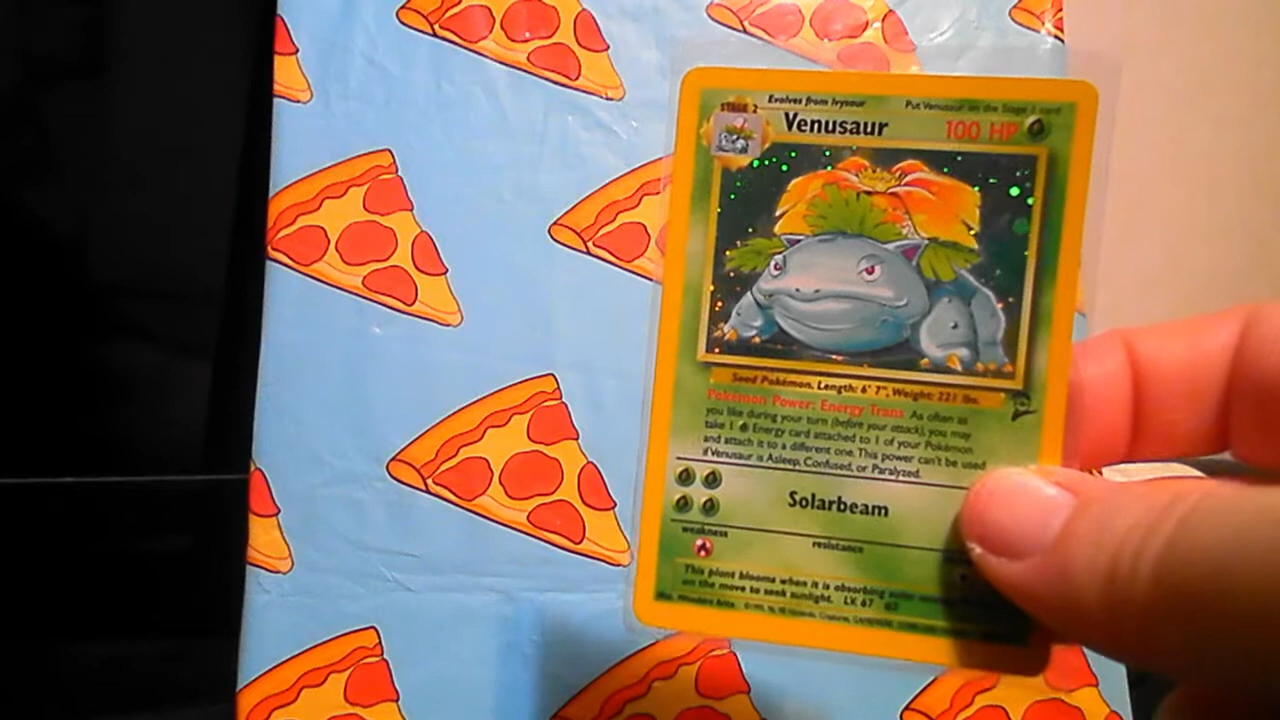 Evolves from Ivysaur Put Venusaur on the Stage 1 card
STAGE 2
Venusaur 100 HP
Seed Pokémon. Length: 6' 7", Weight: 221 lbs.
Pokémon Power: Energy Trans As often as
you like during your turn (before your attack), you may
take 1 Energy card attached to 1 of your Pokémon
and attach it to a different one. This power can't be used
if Venusaur is Asleep, Confused, or Paralyzed.
Solarbeam
weakness
resistance
This plant blooms when it is absorbing solar
on the move to seek sunlight. LV. 67
Illus. Mitsuhiro Arita